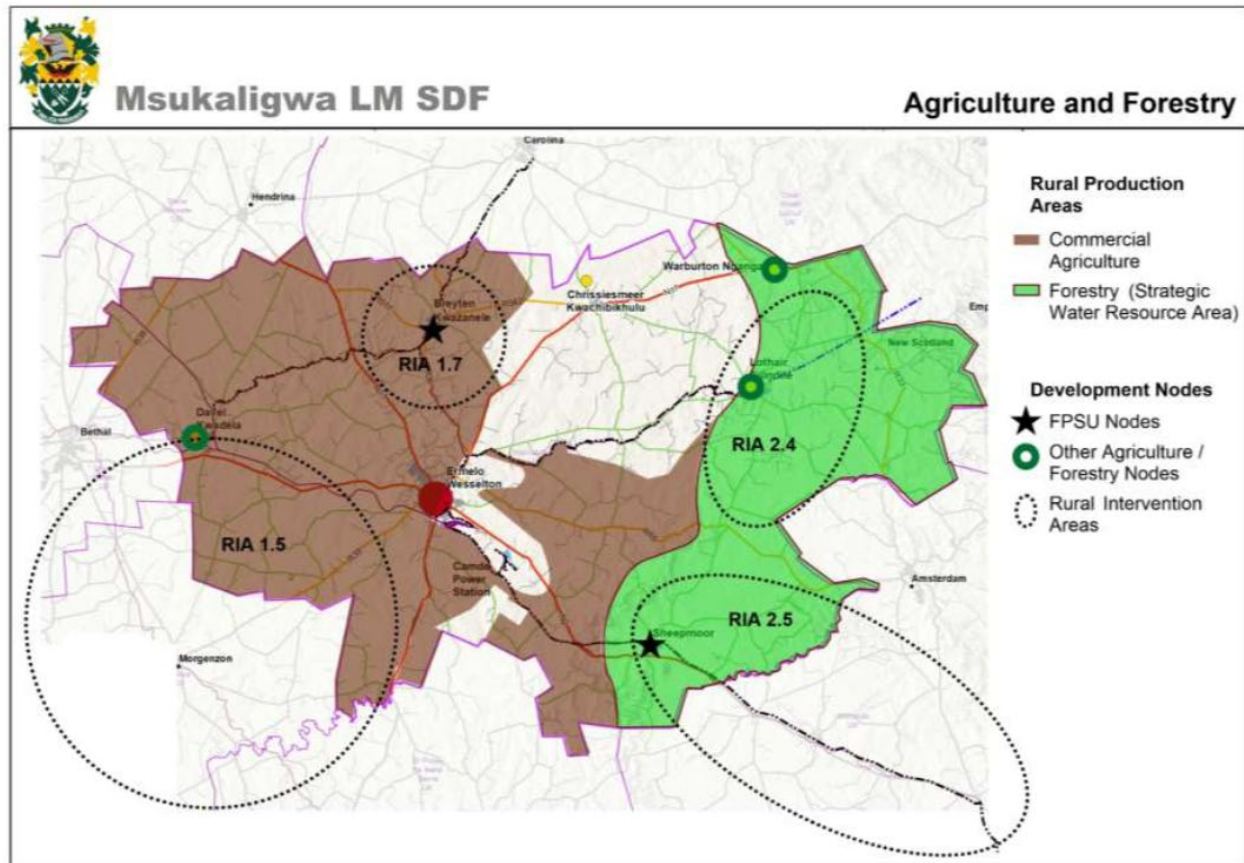 Msukaligwa LM SDF
Agriculture and Forestry
Carolina
Hendrina
Rural Production
Areas
Commercial
Agriculture
Forestry (Strategic
Water Resource Area)
Development Nodes
FPSU Nodes
Other Agriculture /
Forestry Nodes
Rural Intervention
Areas
Warburton
Chrissiesmeer
Kwachibikhulu
Breyten
Kwazanele
RIA 1.7
New Scotland
Lothair
RIA 2.4
Davel
Kwadela
Bethal
Ermelo
Wesselton
RIA 1.5
Power
Station
Amsterdam
RIA 2.5
Sheepmoor
Morgenzon